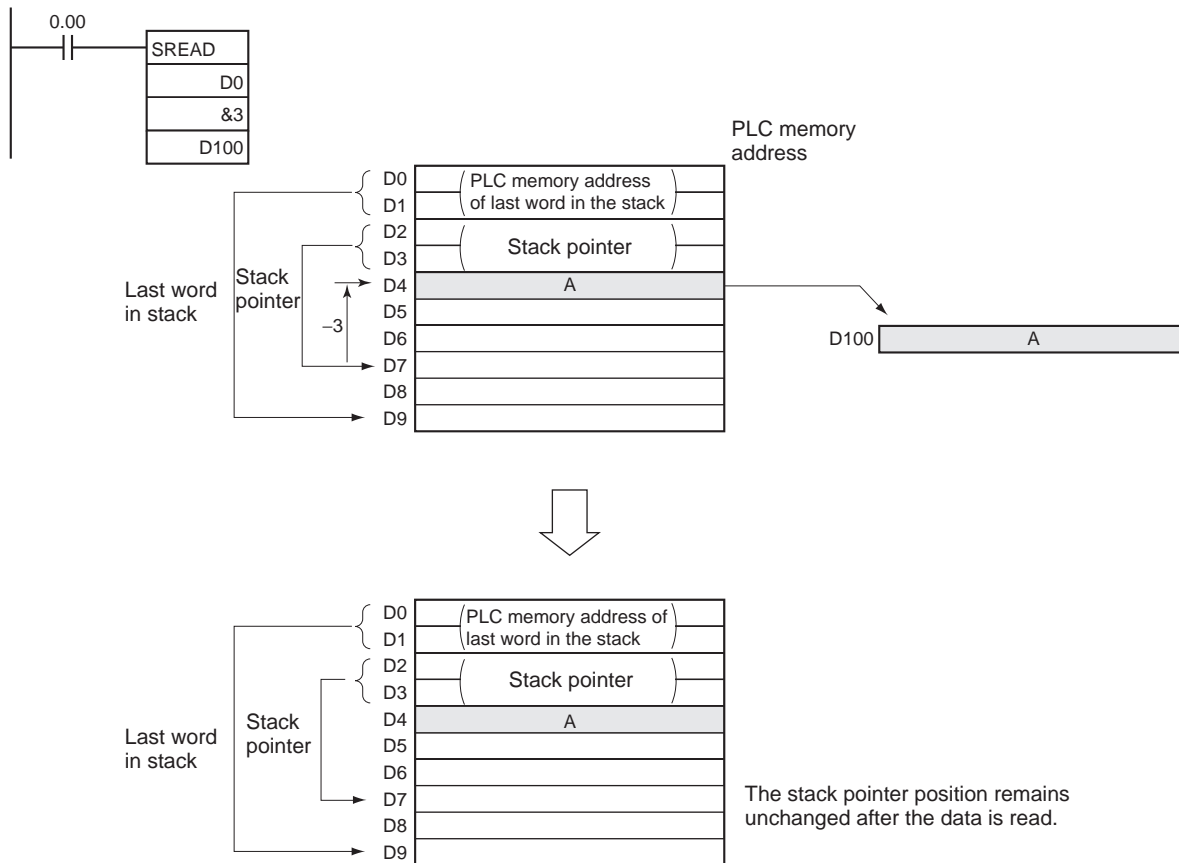 0.00
SREAD
D0
&3
D100
PLC memory
address
D0
D1
D2
D3
D4
D5
D6
D7
D8
D9
(PLC memory address
of last word in the stack)
(Stack pointer)
A
Last word
in stack
Stack
pointer
–3
D100
A
D0
D1
D2
D3
D4
D5
D6
D7
D8
D9
(PLC memory address of
last word in the stack)
(Stack pointer)
A
Last word
in stack
Stack
pointer
The stack pointer position remains
unchanged after the data is read.